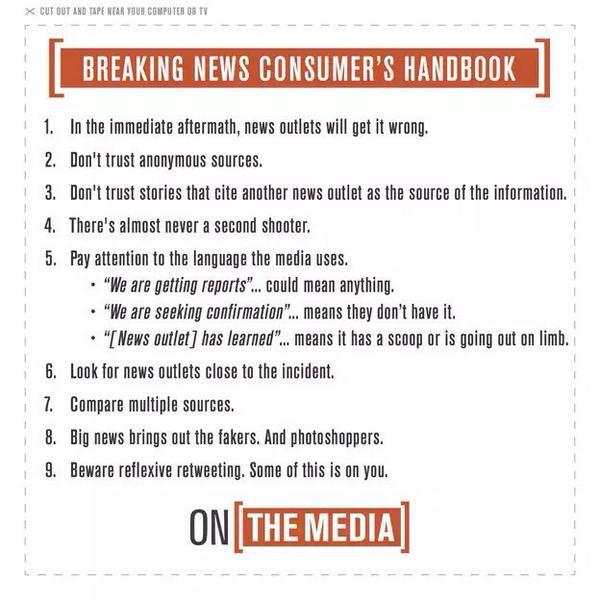 CUT OUT AND TAPE NEAR YOUR COMPUTER OR TV
BREAKING NEWS CONSUMER'S HANDBOOK
1. In the immediate aftermath, news outlets will get it wrong.
2. Don't trust anonymous sources.
3. Don't trust stories that cite another news outlet as the source of the information.
4. There's almost never a second shooter.
5. Pay attention to the language the media uses.
• “We are getting reports”... could mean anything.
• “We are seeking confirmation”... means they don't have it.
• “[News outlet] has learned”... means it has a scoop or is going out on limb.
6. Look for news outlets close to the incident.
7. Compare multiple sources.
8. Big news brings out the fakers. And photoshoppers.
9. Beware reflexive retweeting. Some of this is on you.
ON [THE MEDIA]